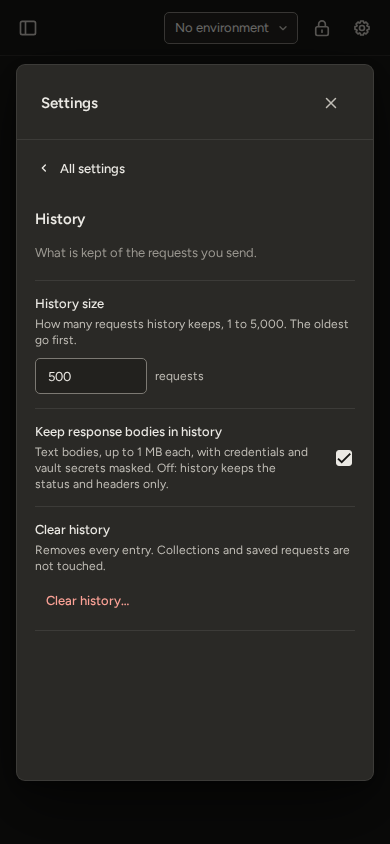 No environment
Settings
All settings
History
What is kept of the requests you send.
History size
How many requests history keeps, 1 to 5,000. The oldest
go first.
500 requests
Keep response bodies in history
Text bodies, up to 1 MB each, with credentials and
vault secrets masked. Off: history keeps the
status and headers only.
Clear history
Removes every entry. Collections and saved requests are
not touched.
Clear history...